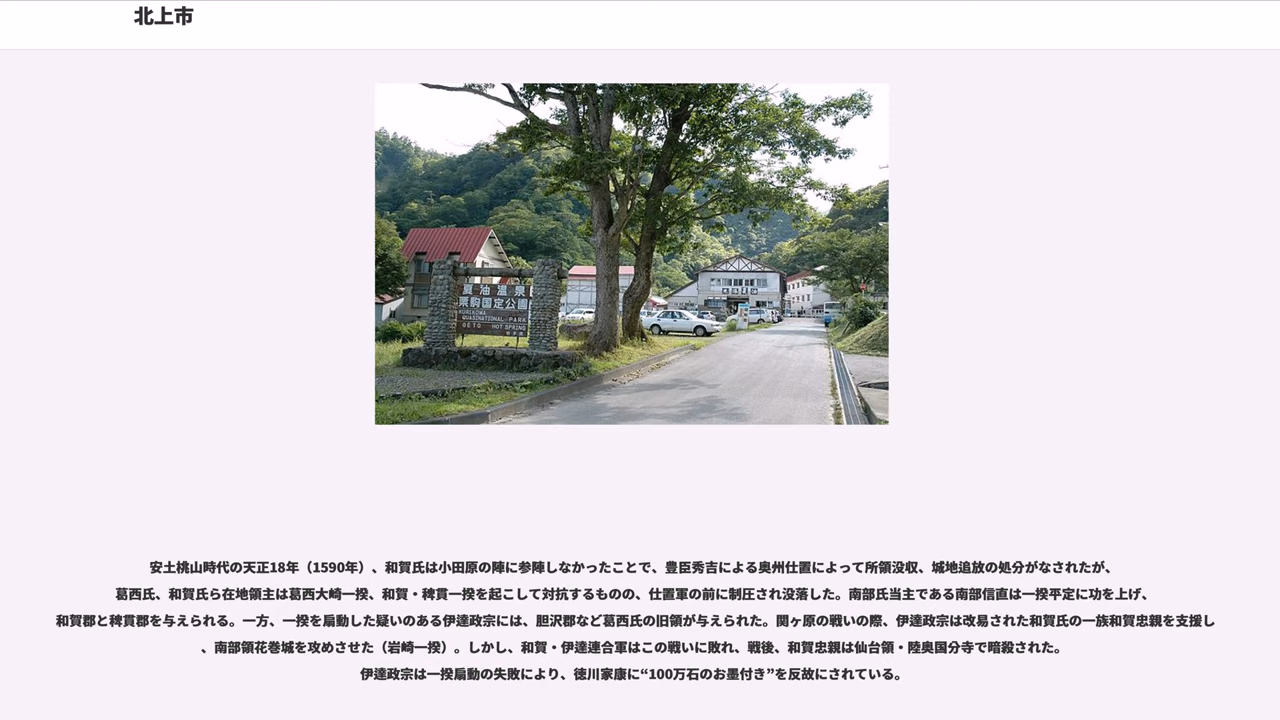 北上市
夏油温泉
栗駒国定公園
KURIKOMA
QUASINATIONAL PARK
GETO HOT SPRING
安土桃山時代の天正18年（1590年）、和賀氏は小田原の陣に参陣しなかったことで、豊臣秀吉による奥州仕置によって所領没収、城地追放の処分がなされたが、
葛西氏、和賀氏ら在地領主は葛西大崎一揆、和賀・稗貫一揆を起こして対抗するものの、仕置軍の前に制圧され没落した。南部氏当主である南部信直は一揆平定に功を上げ、
和賀郡と稗貫郡を与えられる。一方、一揆を扇動した疑いのある伊達政宗には、胆沢郡など葛西氏の旧領が与えられた。関ヶ原の戦いの際、伊達政宗は改易された和賀氏の一族和賀忠親を支援し
、南部領花巻城を攻めさせた（岩崎一揆）。しかし、和賀・伊達連合軍はこの戦いに敗れ、戦後、和賀忠親は仙台領・陸奥国分寺で暗殺された。
伊達政宗は一揆扇動の失敗により、徳川家康に“100万石のお墨付き”を反故にされている。